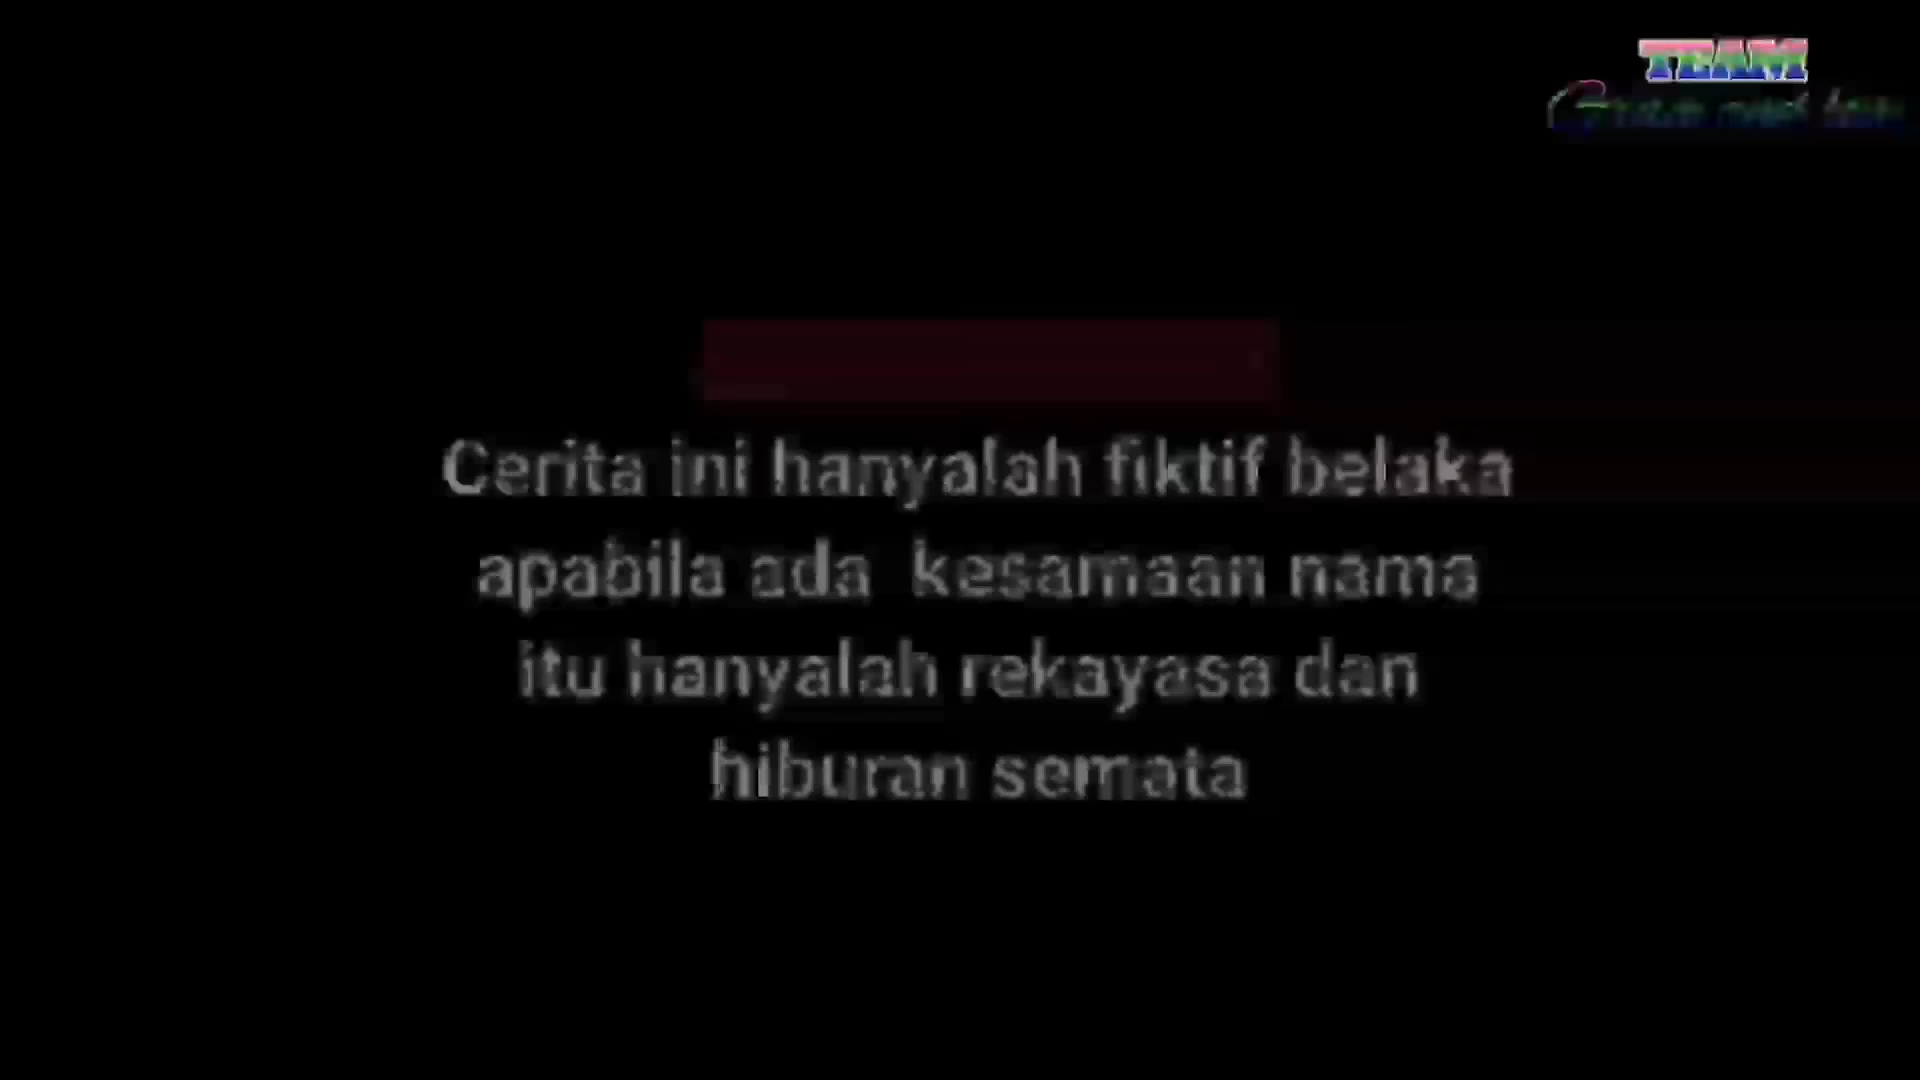 TEAM
Cerita ini hanyalah fiktif belaka
apabila ada kesamaan nama
itu hanyalah rekayasa dan
hiburan semata